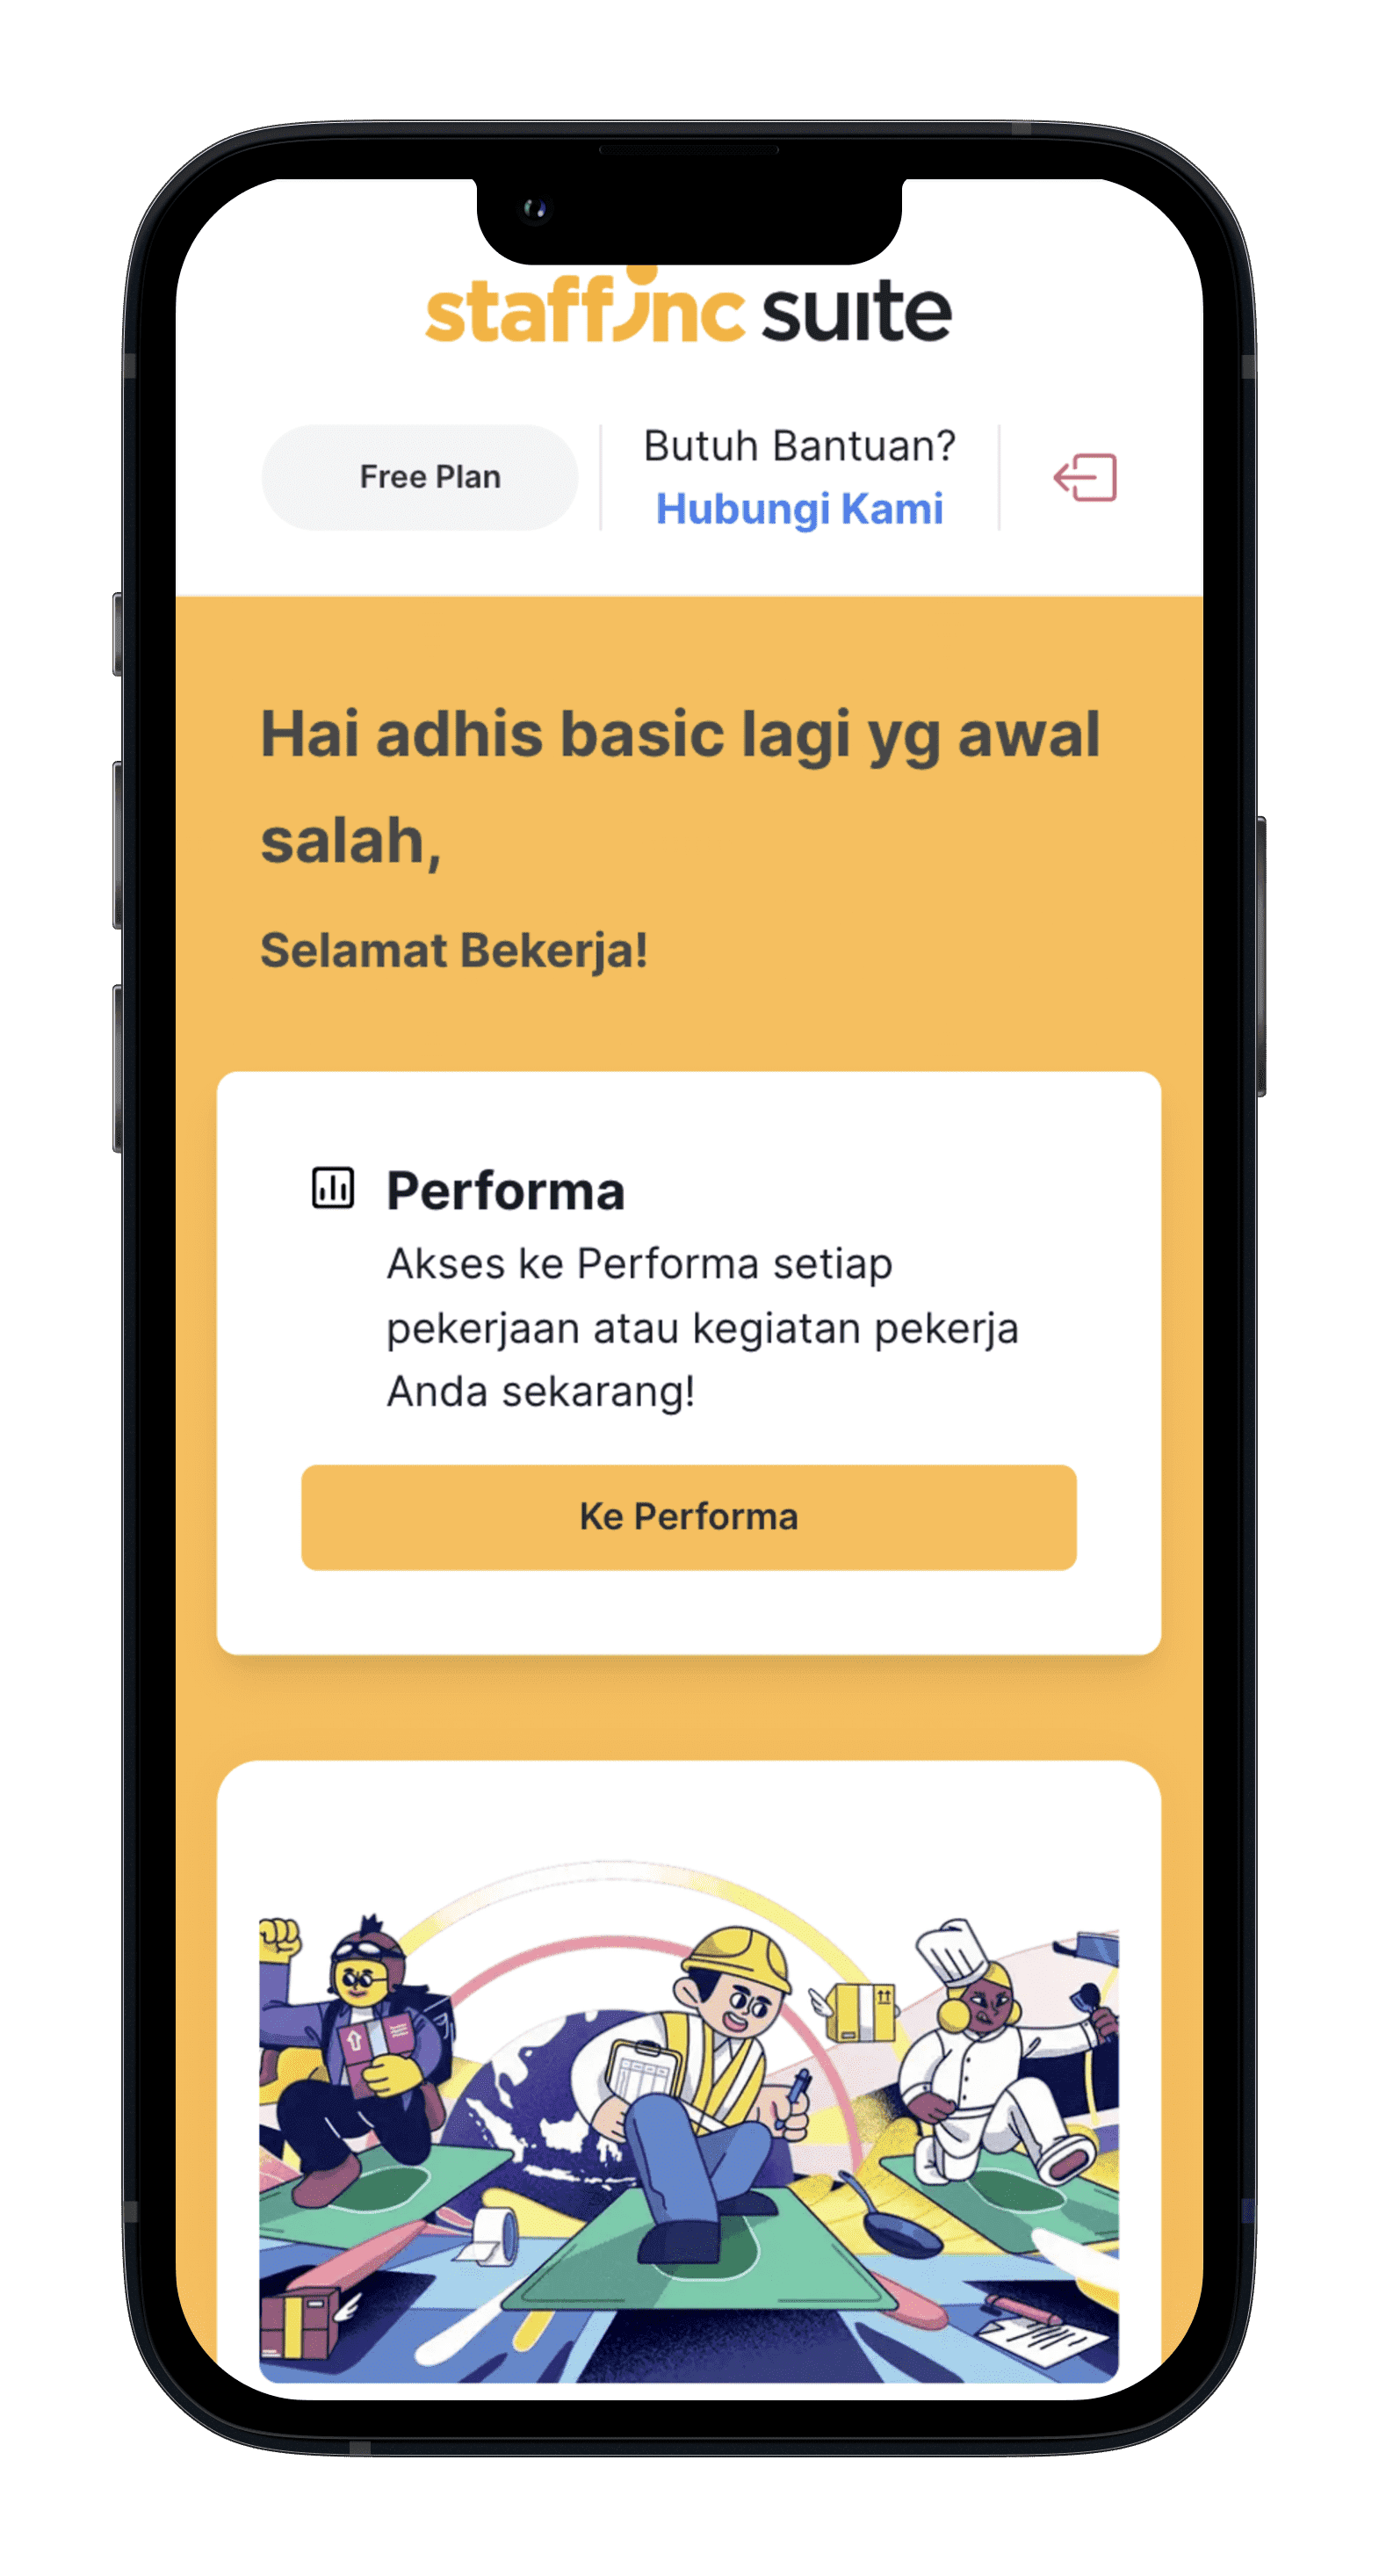 staffinc suite
Free Plan
Butuh Bantuan?
Hubungi Kami
Hai adhis basic lagi yg awal
salah,
Selamat Bekerja!
Performa
Akses ke Performa setiap
pekerjaan atau kegiatan pekerja
Anda sekarang!
Ke Performa